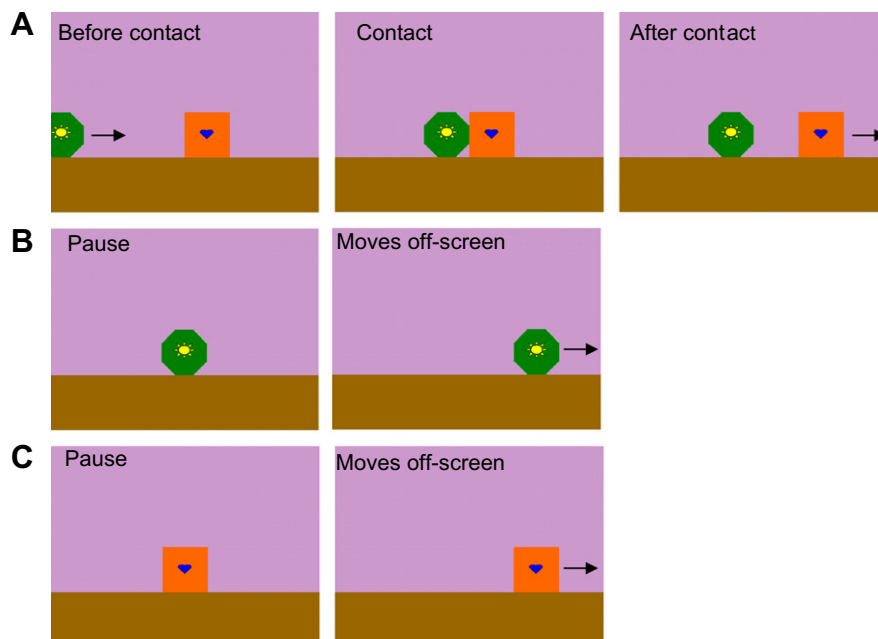 A
Before contact
Contact
After contact
B
Pause
Moves off-screen
C
Pause
Moves off-screen